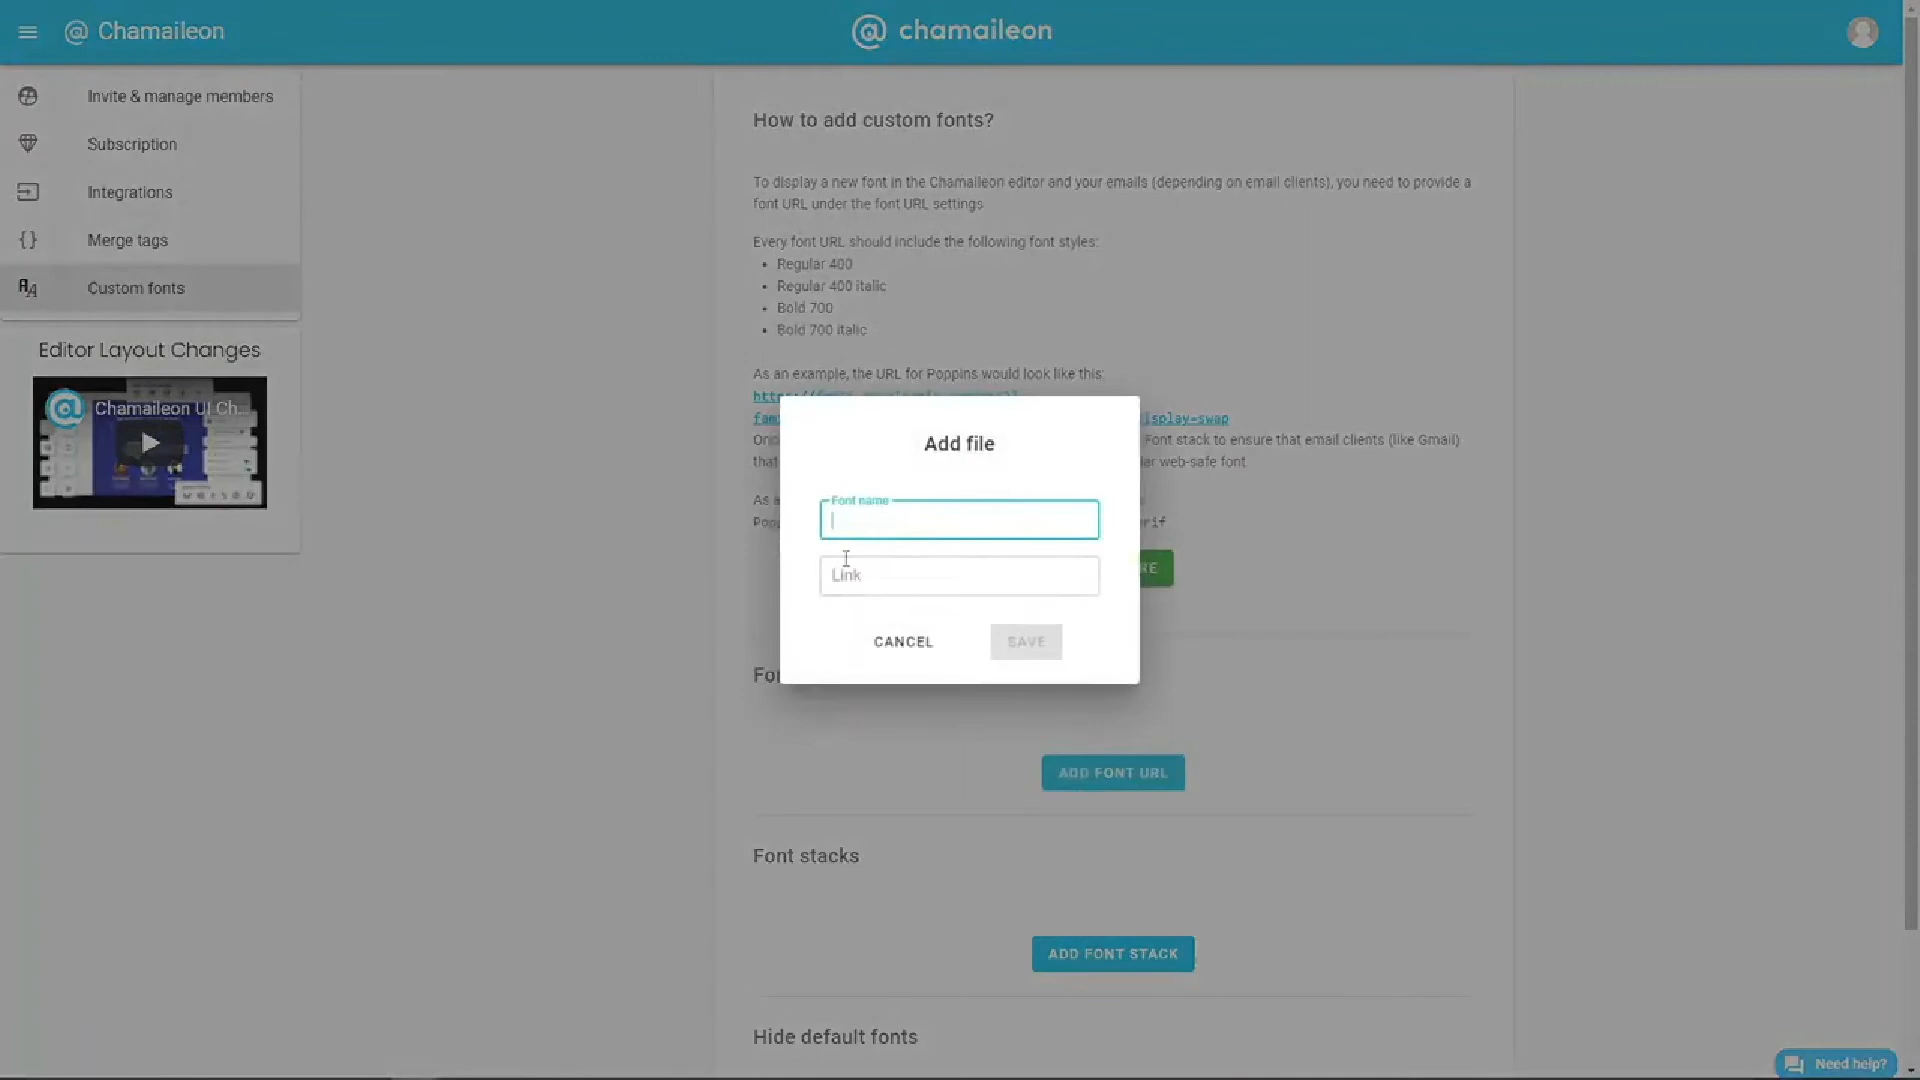 Chamaileon
chamaileon
Invite & manage members
Subscription
Integrations
Merge tags
Custom fonts
Editor Layout Changes
Chamaileon UI Ch...
How to add custom fonts?
To display a new font in the Chamaileon editor and your emails (depending on email clients), you need to provide a
font URL under the font URL settings
Every font URL should include the following font styles:
• Regular 400
• Regular 400 italic
• Bold 700
• Bold 700 italic
As an example, the URL for Poppins would look like this:
isplay=swap
Font stack to ensure that email clients (like Gmail)
that
lar web-safe font
As a
Popp
erif
RE
Add file
Font name
Link
CANCEL
SAVE
Fon
ADD FONT URL
Font stacks
ADD FONT STACK
Hide default fonts
Need help?